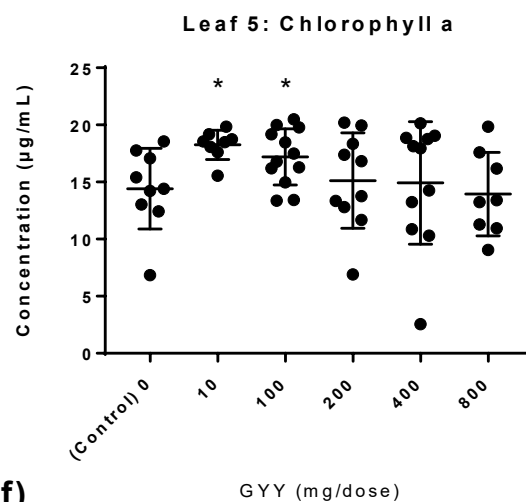 Leaf 5: Chlorophyll a
Concentration (µg/mL)
25
20
15
10
5
0
* *
(Control) 0 10 100 200 400 800
GYY (mg/dose)
f)